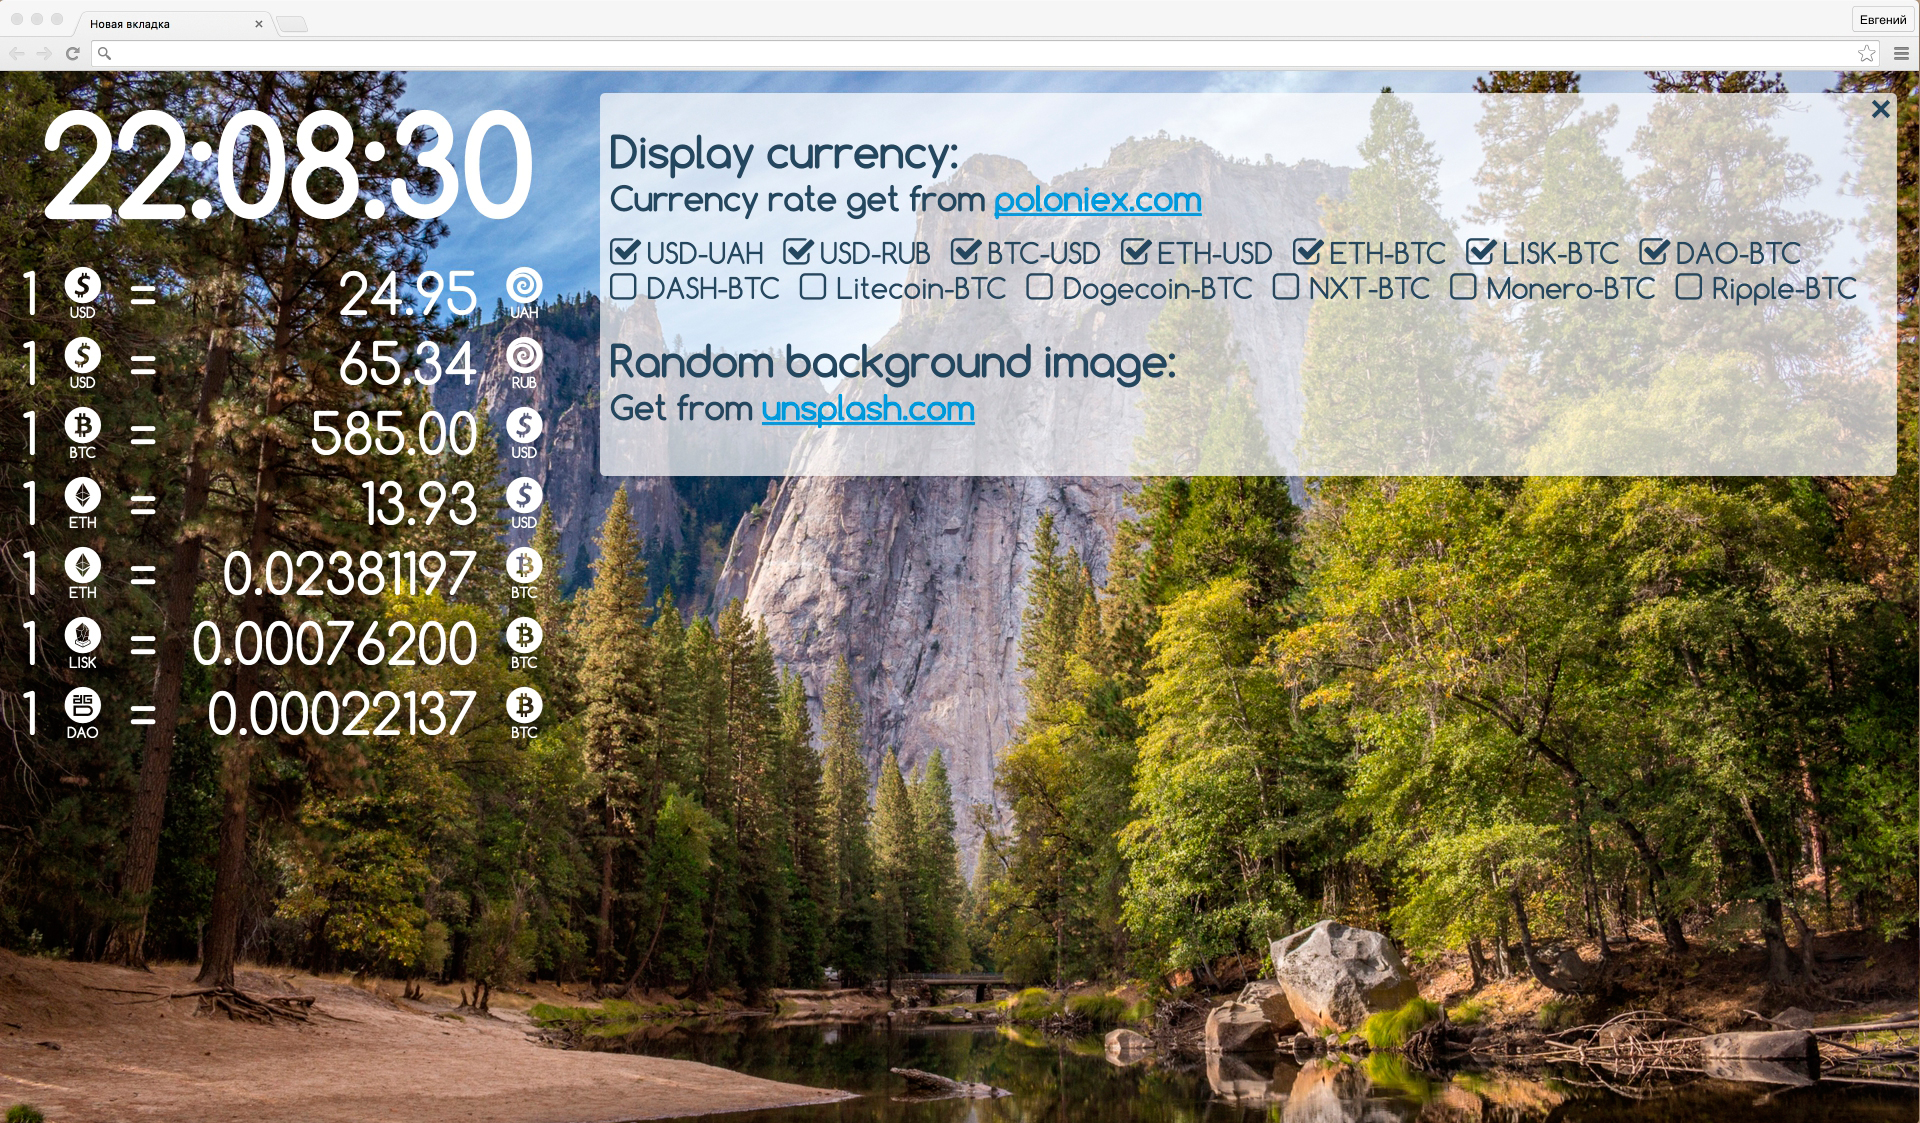 Новая вкладка
Евгений
22:08:30
1 USD = 24.95 UAH
1 USD = 65.34 RUB
1 BTC = 585.00 USD
1 ETH = 13.93 USD
1 ETH = 0.02381197 BTC
1 LISK = 0.00076200 BTC
1 DAO = 0.00022137 BTC
Display currency:
Currency rate get from poloniex.com
USD-UAH USD-RUB BTC-USD ETH-USD ETH-BTC LISK-BTC DAO-BTC
DASH-BTC Litecoin-BTC Dogecoin-BTC NXT-BTC Monero-BTC Ripple-BTC
Random background image:
Get from unsplash.com